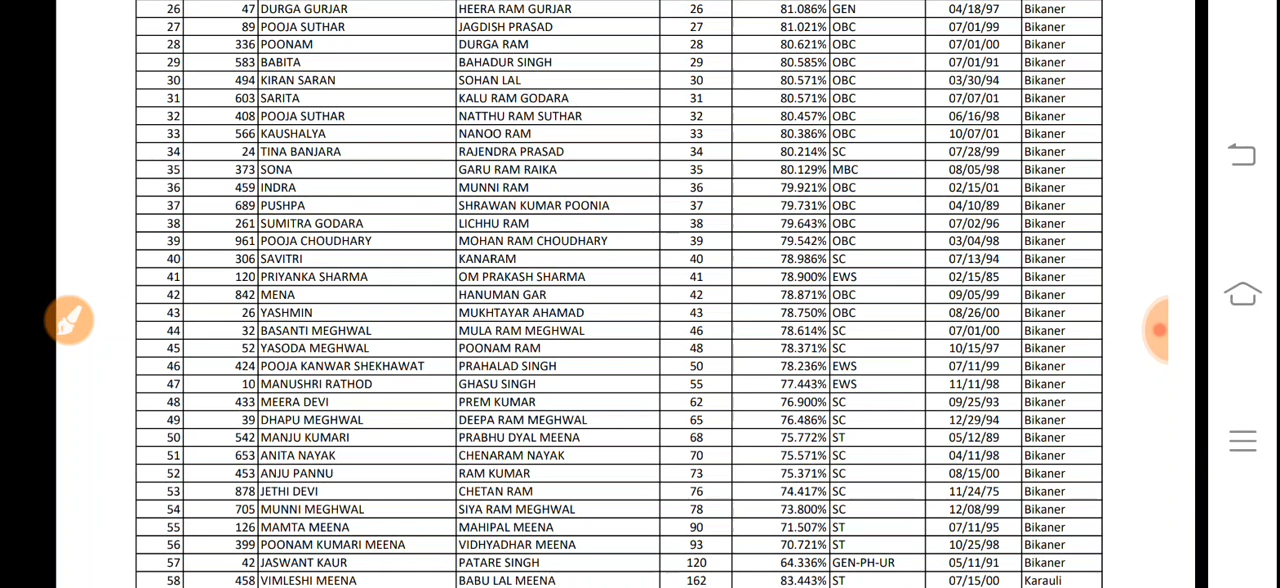 26 47 DURGA GURJAR HEERA RAM GURJAR 26 81.086% GEN 04/18/97 Bikaner
27 89 POOJA SUTHAR JAGDISH PRASAD 27 81.021% OBC 07/01/99 Bikaner
28 336 POONAM DURGA RAM 28 80.621% OBC 07/01/00 Bikaner
29 583 BABITA BAHADUR SINGH 29 80.585% OBC 07/01/91 Bikaner
30 494 KIRAN SARAN SOHAN LAL 30 80.571% OBC 03/30/94 Bikaner
31 603 SARITA KALU RAM GODARA 31 80.571% OBC 07/07/01 Bikaner
32 408 POOJA SUTHAR NATTHU RAM SUTHAR 32 80.457% OBC 06/16/98 Bikaner
33 566 KAUSHALYA NANOO RAM 33 80.386% OBC 10/07/01 Bikaner
34 24 TINA BANJARA RAJENDRA PRASAD 34 80.214% SC 07/28/99 Bikaner
35 373 SONA GARU RAM RAIKA 35 80.129% MBC 08/05/98 Bikaner
36 459 INDRA MUNNI RAM 36 79.921% OBC 02/15/01 Bikaner
37 689 PUSHPA SHRAWAN KUMAR POONIA 37 79.731% OBC 04/10/89 Bikaner
38 261 SUMITRA GODARA LICHHU RAM 38 79.643% OBC 07/02/96 Bikaner
39 961 POOJA CHOUDHARY MOHAN RAM CHOUDHARY 39 79.542% OBC 03/04/98 Bikaner
40 306 SAVITRI KANARAM 40 78.986% SC 07/13/94 Bikaner
41 120 PRIYANKA SHARMA OM PRAKASH SHARMA 41 78.900% EWS 02/15/85 Bikaner
42 842 MENA HANUMAN GAR 42 78.871% OBC 09/05/99 Bikaner
43 26 YASHMIN MUKHTAYAR AHAMAD 43 78.750% OBC 08/26/00 Bikaner
44 32 BASANTI MEGHWAL MULA RAM MEGHWAL 46 78.614% SC 07/01/00 Bikaner
45 52 YASODA MEGHWAL POONAM RAM 48 78.371% SC 10/15/97 Bikaner
46 424 POOJA KANWAR SHEKHAWAT PRAHALAD SINGH 50 78.236% EWS 07/11/99 Bikaner
47 10 MANUSHRI RATHOD GHASU SINGH 55 77.443% EWS 11/11/98 Bikaner
48 433 MEERA DEVI PREM KUMAR 62 76.900% SC 09/25/93 Bikaner
49 39 DHAPU MEGHWAL DEEPA RAM MEGHWAL 65 76.486% SC 12/29/94 Bikaner
50 542 MANJU KUMARI PRABHU DYAL MEENA 68 75.772% ST 05/12/89 Bikaner
51 653 ANITA NAYAK CHENARAM NAYAK 70 75.571% SC 04/11/98 Bikaner
52 453 ANJU PANNU RAM KUMAR 73 75.371% SC 08/15/00 Bikaner
53 878 JETHI DEVI CHETAN RAM 76 74.417% SC 11/24/75 Bikaner
54 705 MUNNI MEGHWAL SIYA RAM MEGHWAL 78 73.800% SC 12/08/99 Bikaner
55 126 MAMTA MEENA MAHIPAL MEENA 90 71.507% ST 07/11/95 Bikaner
56 399 POONAM KUMARI MEENA VIDHYADHAR MEENA 93 70.721% ST 10/25/98 Bikaner
57 42 JASWANT KAUR PATARE SINGH 120 64.336% GEN-PH-UR 05/11/91 Bikaner
58 458 VIMLESHI MEENA BABU LAL MEENA 162 83.443% ST 07/15/00 Karauli